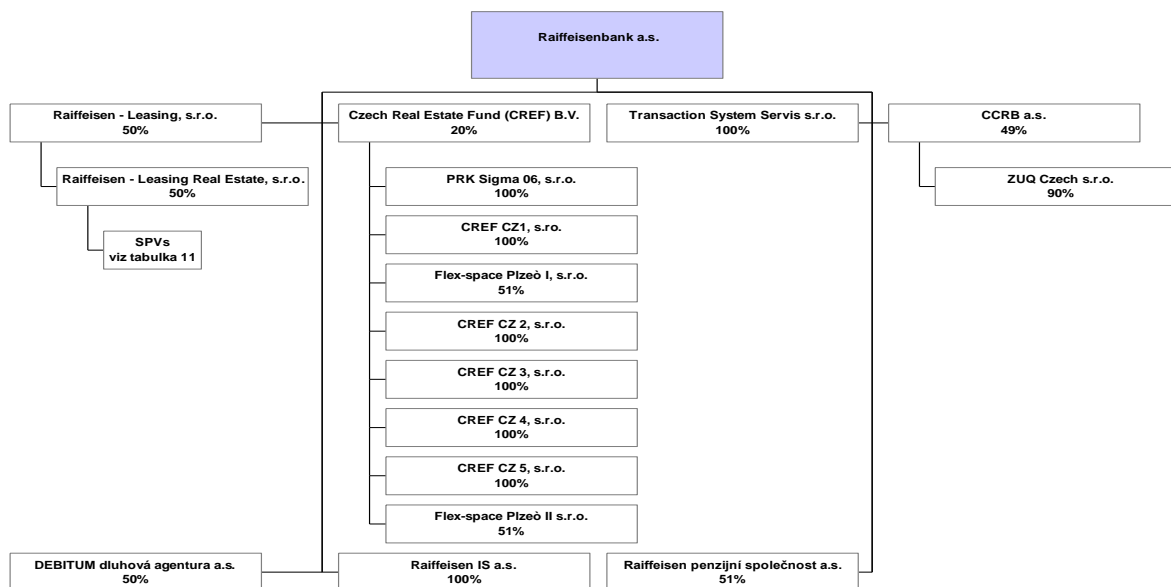 Raiffeisenbank a.s.
Raiffeisen - Leasing, s.r.o.
50%
Czech Real Estate Fund (CREF) B.V.
20%
Transaction System Servis s.r.o.
100%
CCRB a.s.
49%
Raiffeisen - Leasing Real Estate, s.r.o.
50%
PRK Sigma 06, s.r.o.
100%
ZUQ Czech s.r.o.
90%
SPVs
viz tabulka 11
CREF CZ1, s.ro.
100%
Flex-space Plzeò I, s.r.o.
51%
CREF CZ 2, s.r.o.
100%
CREF CZ 3, s.r.o.
100%
CREF CZ 4, s.r.o.
100%
CREF CZ 5, s.r.o.
100%
Flex-space Plzeò II s.r.o.
51%
DEBITUM dluhová agentura a.s.
50%
Raiffeisen IS a.s.
100%
Raiffeisen penzijní společnost a.s.
51%